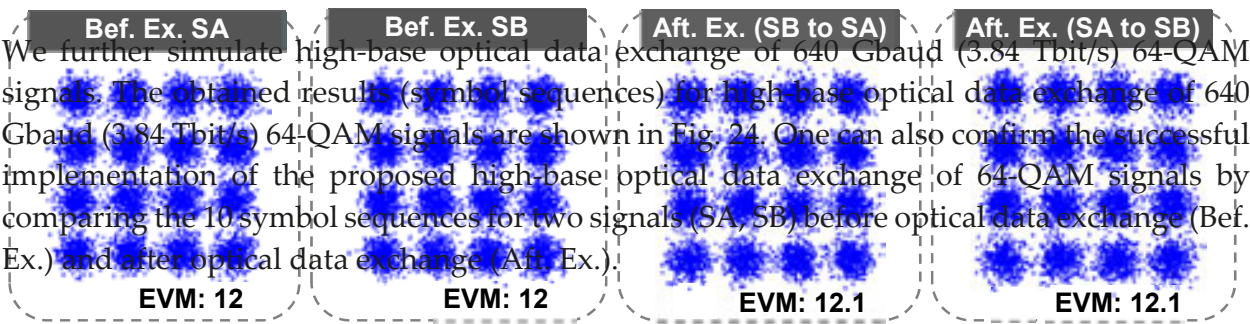 Bef. Ex. SA
Bef. Ex. SB
Aft. Ex. (SB to SA)
Aft. Ex. (SA to SB)
We further simulate high-base optical data exchange of 640 Gbaud (3.84 Tbit/s) 64-QAM
signals. The obtained results (symbol sequences) for high-base optical data exchange of 640
Gbaud (3.84 Tbit/s) 64-QAM signals are shown in Fig. 24. One can also confirm the successful
implementation of the proposed high-base optical data exchange of 64-QAM signals by
comparing the 10 symbol sequences for two signals (SA, SB) before optical data exchange (Bef.
Ex.) and after optical data exchange (Aft. Ex.).
EVM: 12
EVM: 12
EVM: 12.1
EVM: 12.1